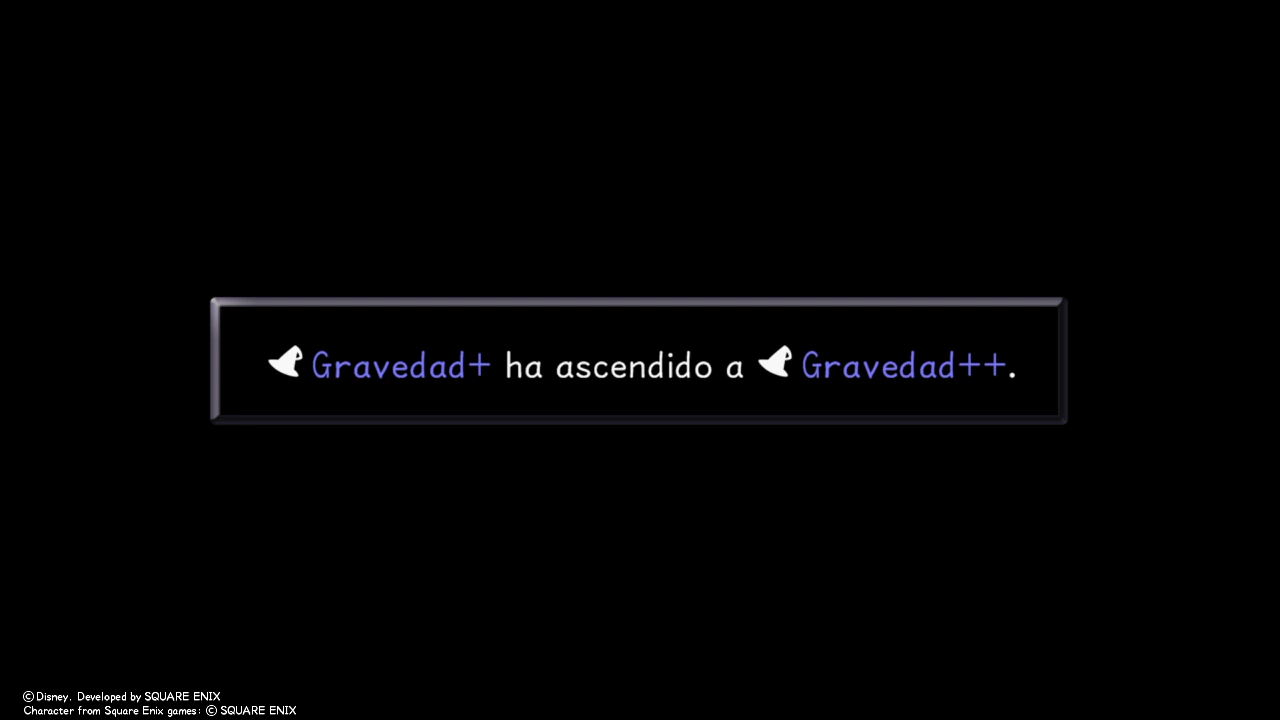 Gravedad+ ha ascendido a Gravedad++.
©Disney. Developed by SQUARE ENIX
Character from Square Enix games: © SQUARE ENIX